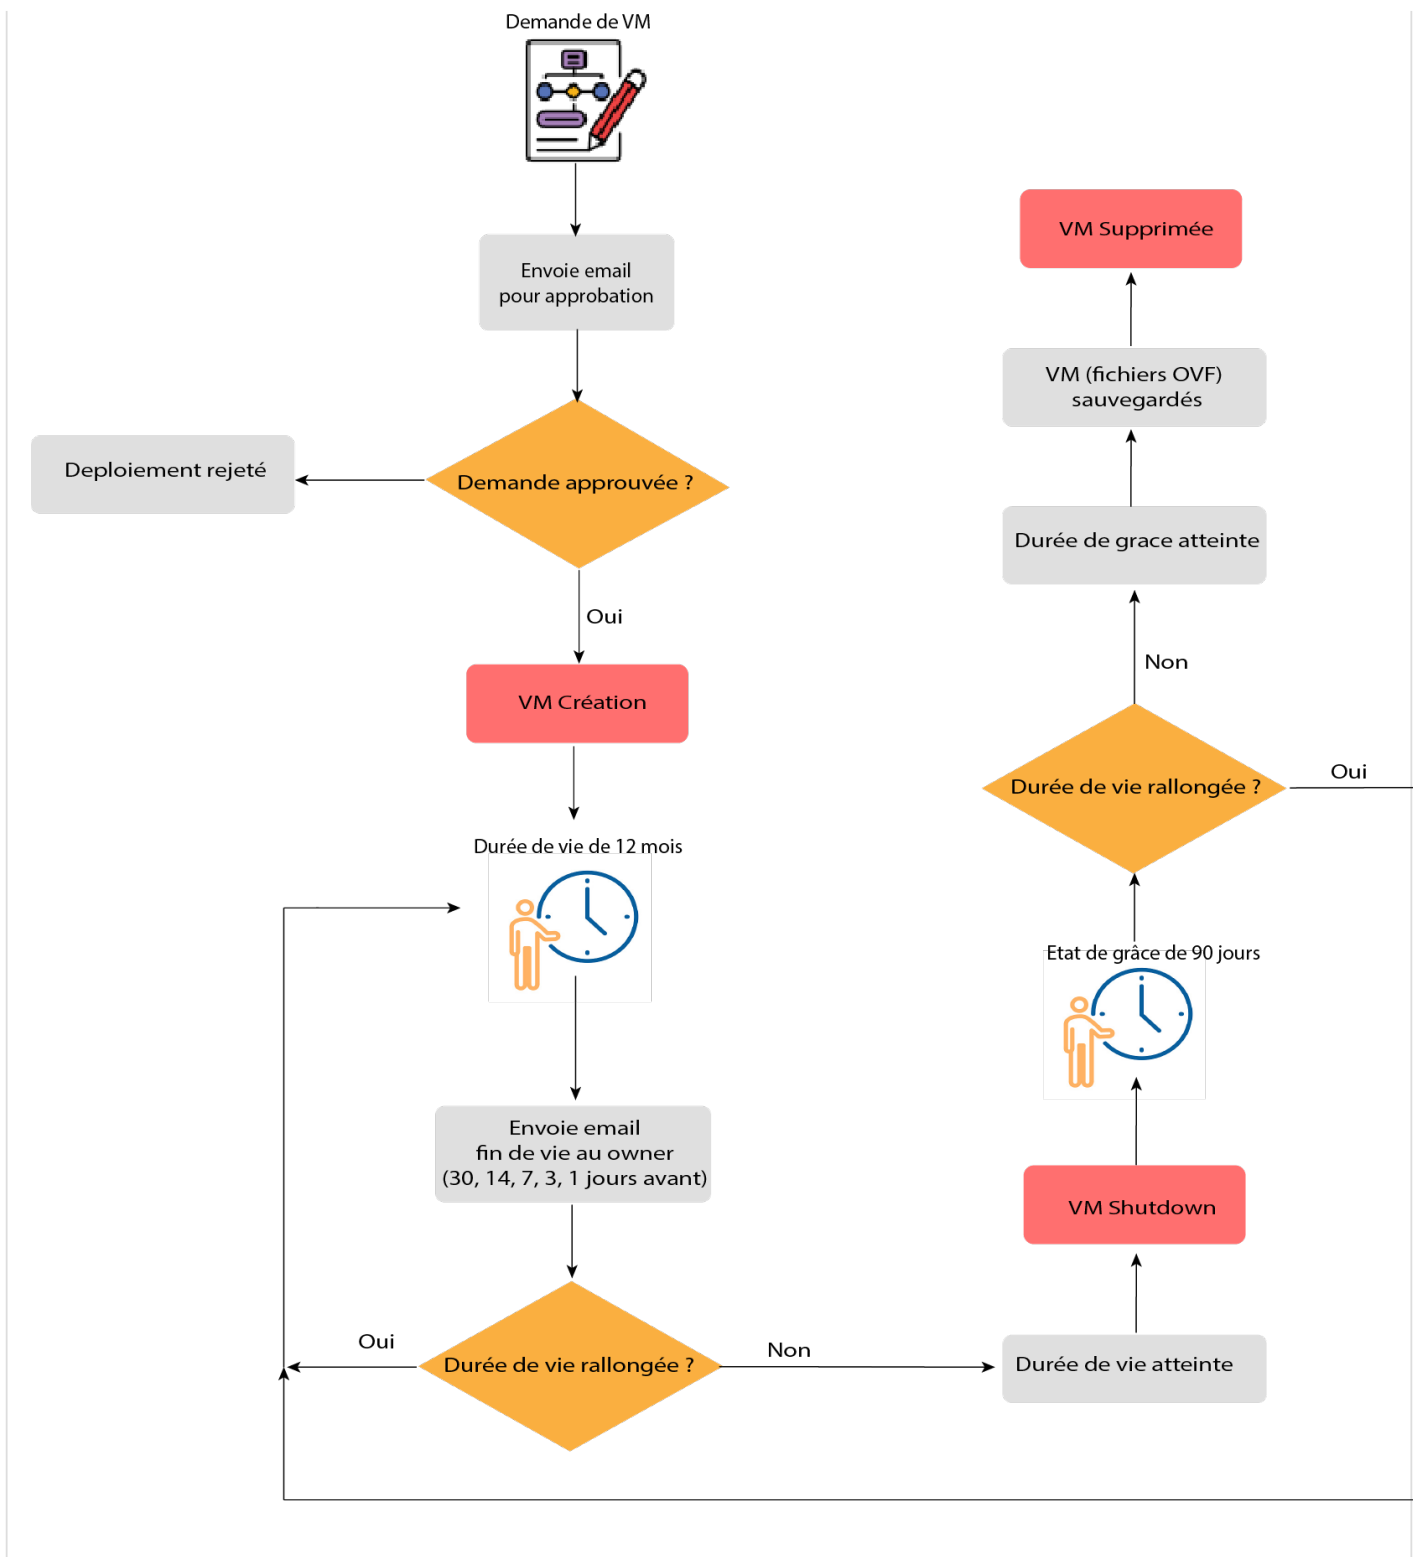 Demande de VM
Envoie email
pour approbation
Demande approuvée ?
Deploiement rejeté
Oui
VM Création
Durée de vie de 12 mois
Envoie email
fin de vie au owner
(30, 14, 7, 3, 1 jours avant)
Durée de vie rallongée ?
Oui
Non
Durée de vie atteinte
VM Shutdown
Etat de grâce de 90 jours
Durée de vie rallongée ?
Oui
Non
Durée de grace atteinte
VM (fichiers OVF)
sauvegardés
VM Supprimée